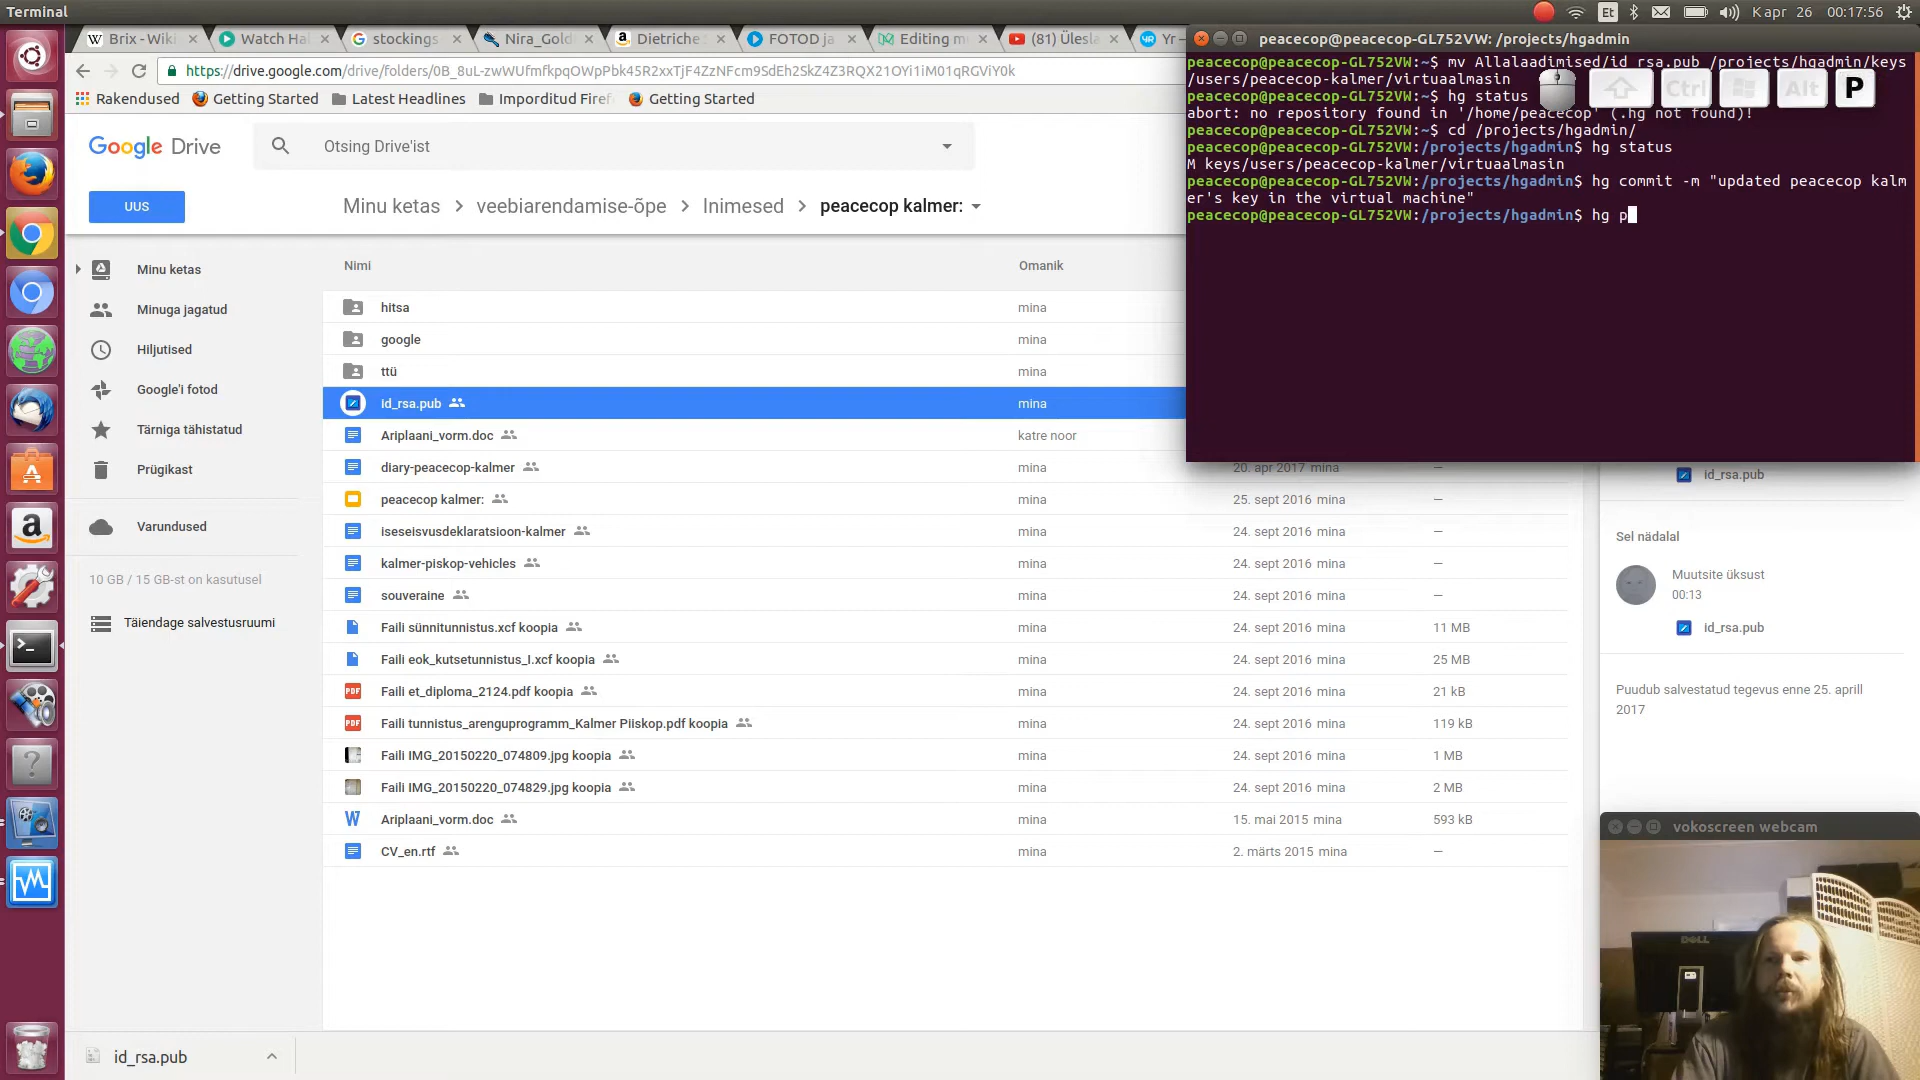 Terminal
Et
K apr 26
00:17:56
Brix - Wiki
Watch Hal
stockings
Nira_Gold
Dietriche
FOTOD ja
Editing m
(81) Üles
Yr –
https://drive.google.com/drive/folders/0B_8uL-zwWUfmfkpqOWpPbk45R2xxTjF4ZzNFcm9SdEh2SkZ4Z3RQX21OYi1iM01qRGViY0k
Rakendused
Getting Started
Latest Headlines
Imporditud Firef
Getting Started
Google Drive
Otsing Drive'ist
UUS
Minu ketas
veebiarendamise-õpe
Inimesed
peacecop kalmer:
Minu ketas
Minuga jagatud
Hiljutised
Google'i fotod
Tärniga tähistatud
Prügikast
Varundused
10 GB / 15 GB-st on kasutusel
Täiendage salvestusruumi
Nimi
Omanik
hitsa mina
google mina
ttü mina
id_rsa.pub mina
Ariplaani_vorm.doc katre noor
diary-peacecop-kalmer mina 20. apr 2017 mina —
peacecop kalmer: mina 25. sept 2016 mina —
iseseisvusdeklaratsioon-kalmer mina 24. sept 2016 mina —
kalmer-piskop-vehicles mina 24. sept 2016 mina —
souveraine mina 24. sept 2016 mina —
Faili sünnitunnistus.xcf koopia mina 24. sept 2016 mina 11 MB
Faili eok_kutsetunnistus_I.xcf koopia mina 24. sept 2016 mina 25 MB
Faili et_diploma_2124.pdf koopia mina 24. sept 2016 mina 21 kB
Faili tunnistus_arenguprogramm_Kalmer Piiskop.pdf koopia mina 24. sept 2016 mina 119 kB
Faili IMG_20150220_074809.jpg koopia mina 24. sept 2016 mina 1 MB
Faili IMG_20150220_074829.jpg koopia mina 24. sept 2016 mina 2 MB
Ariplaani_vorm.doc mina 15. mai 2015 mina 593 kB
CV_en.rtf mina 2. märts 2015 mina —
PDF
PDF
W
peacecop@peacecop-GL752VW: /projects/hgadmin
peacecop@peacecop-GL752VW:~$ mv Allalaadimised/id_rsa.pub /projects/hgadmin/keys
/users/peacecop-kalmer/virtuaalmasin
peacecop@peacecop-GL752VW:~$ hg status
abort: no repository found in '/home/peacecop' (.hg not found)!
peacecop@peacecop-GL752VW:~$ cd /projects/hgadmin/
peacecop@peacecop-GL752VW:/projects/hgadmin$ hg status
M keys/users/peacecop-kalmer/virtuaalmasin
peacecop@peacecop-GL752VW:/projects/hgadmin$ hg commit -m "updated peacecop kalm
er's key in the virtual machine"
peacecop@peacecop-GL752VW:/projects/hgadmin$ hg p
Ctrl
Alt
P
id_rsa.pub
Sel nädalal
Muutsite üksust
00:13
id_rsa.pub
Puudub salvestatud tegevus enne 25. aprill
2017
vokoscreen webcam
DELL
id_rsa.pub